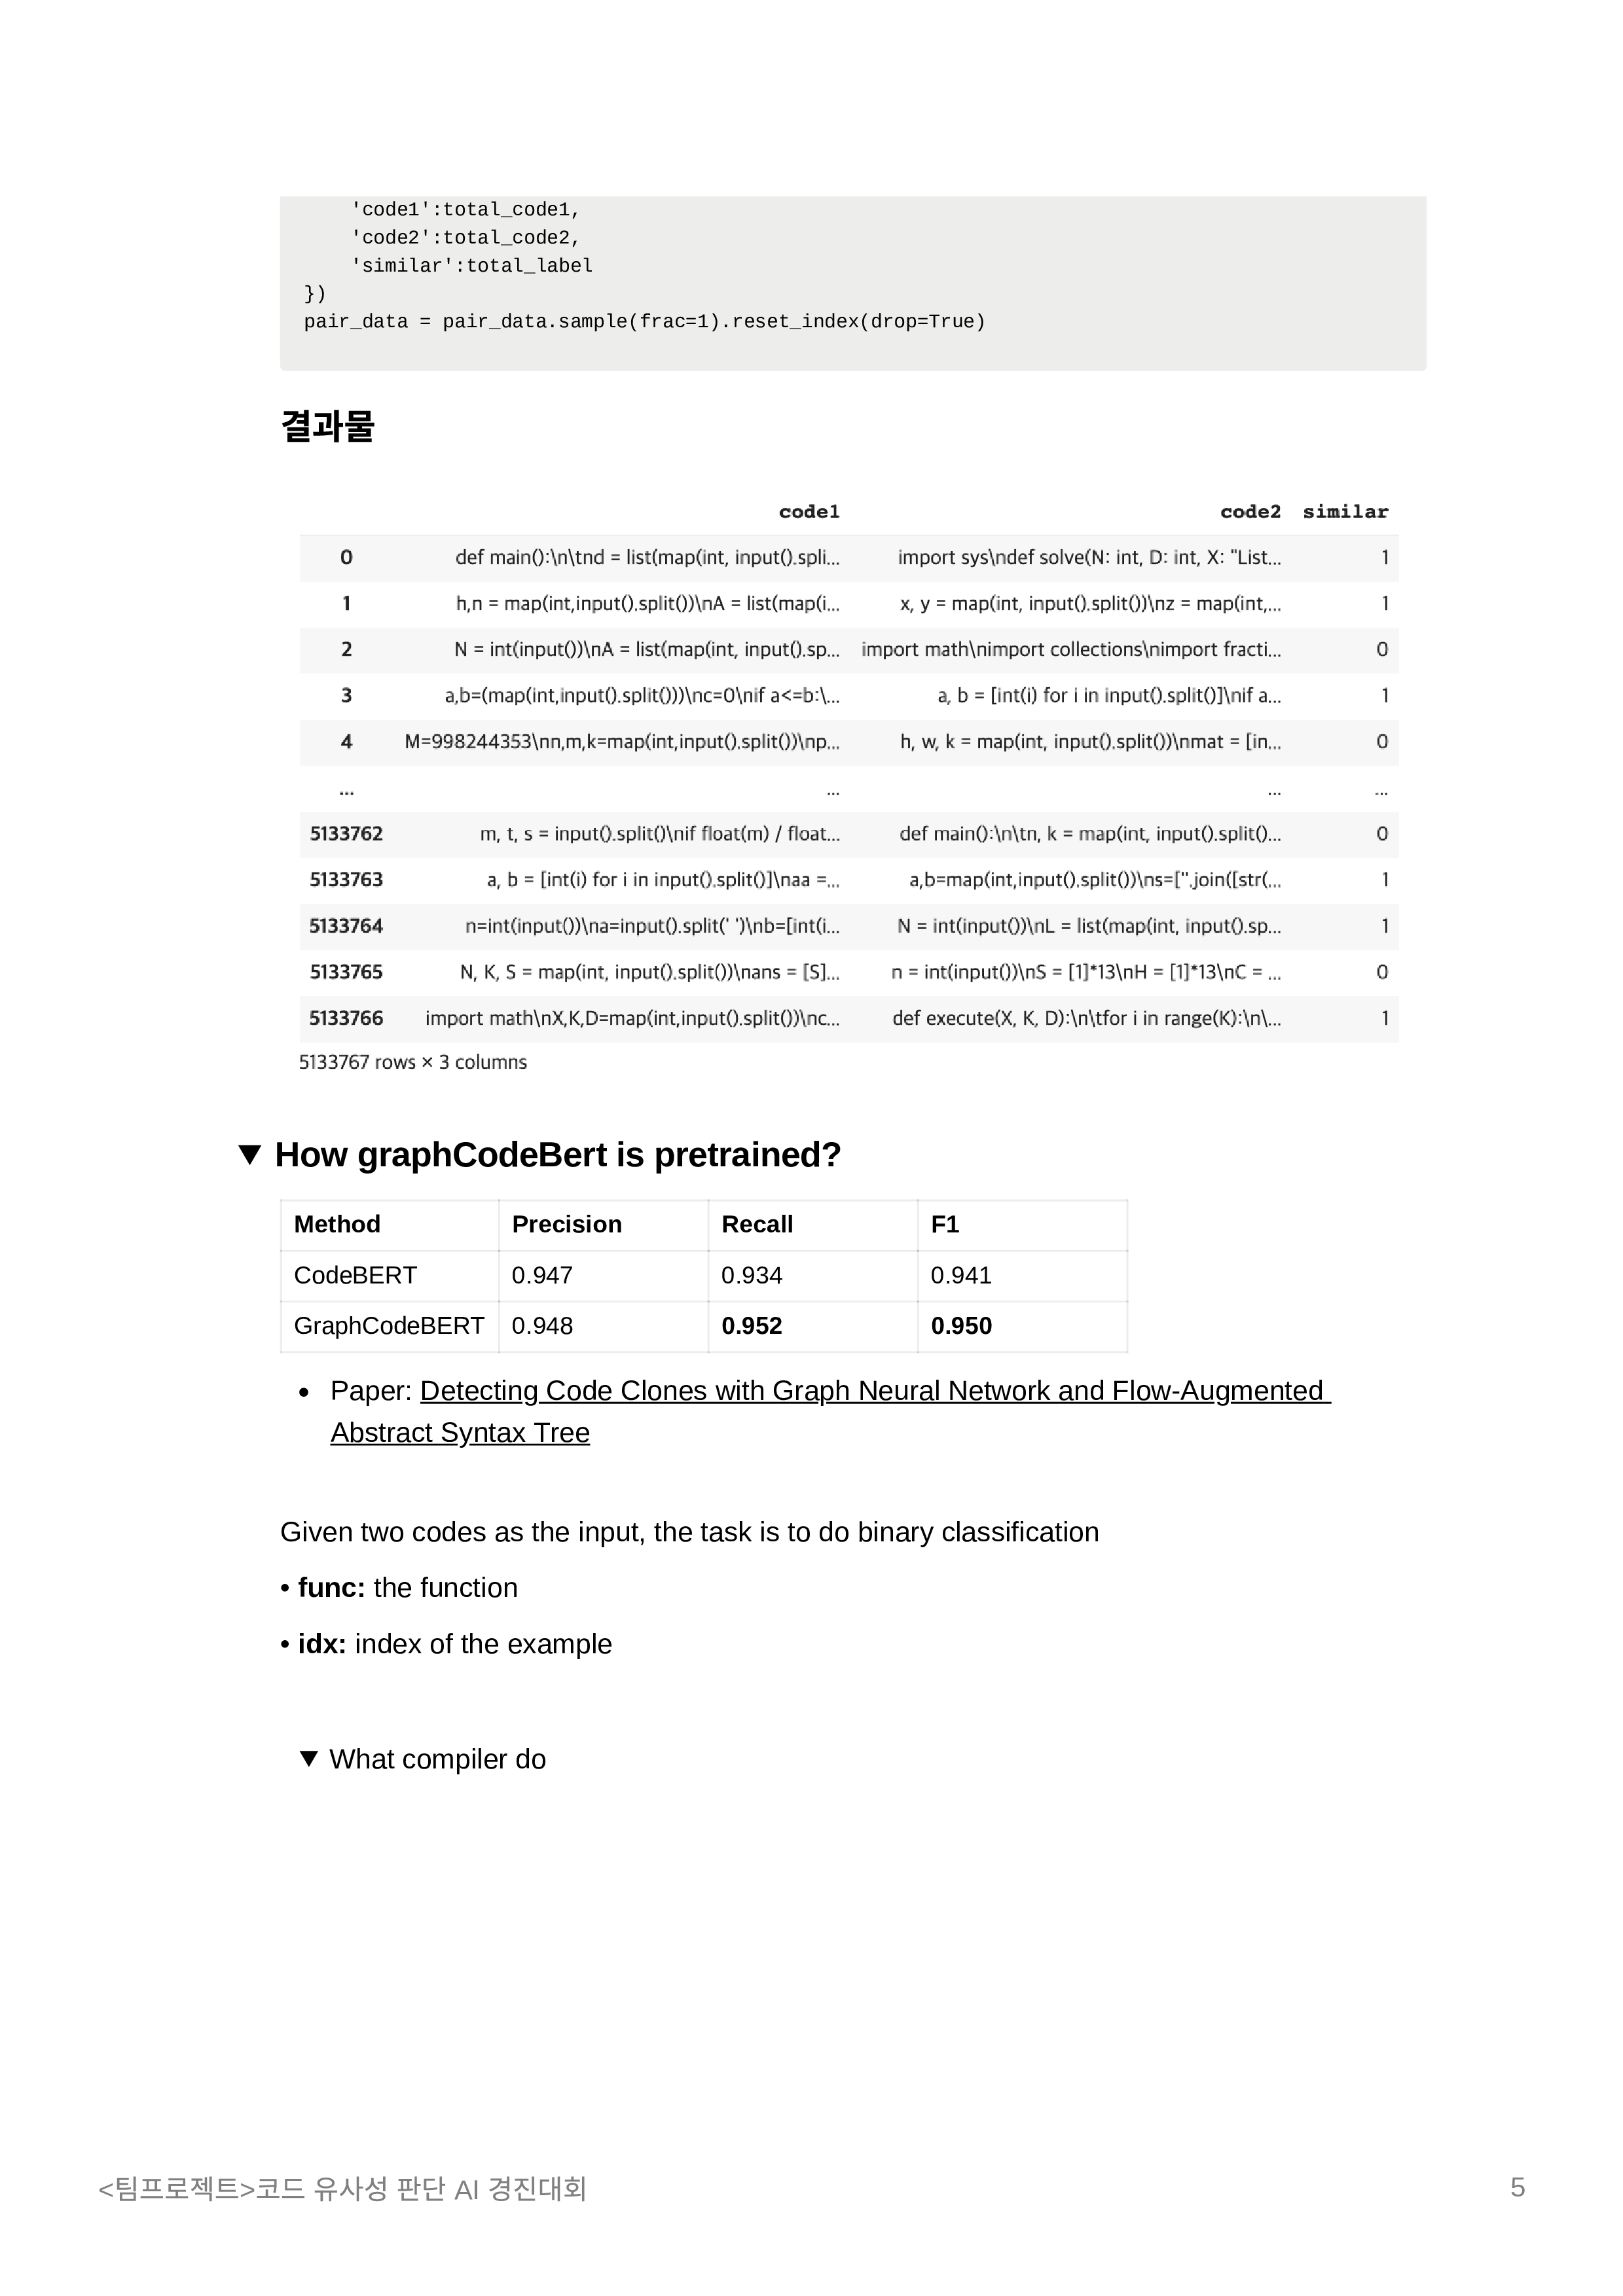 'code1':total_code1,
'code2':total_code2,
'similar':total_label
})
pair_data = pair_data.sample(frac=1).reset_index(drop=True)
결과물
code1 code2 similar
0 def main():\n\tnd = list(map(int, input().spli... import sys\ndef solve(N: int, D: int, X: "List... 1
1 h,n = map(int,input().split())\nA = list(map(i... x, y = map(int, input().split())\nz = map(int,... 1
2 N = int(input())\nA = list(map(int, input().sp... import math\nimport collections\nimport fracti... 0
3 a,b=(map(int,input().split()))\nc=0\nif a<=b:\... a, b = [int(i) for i in input().split()]\nif a... 1
4 M=998244353\nn,m,k=map(int,input().split())\np... h, w, k = map(int, input().split())\nmat = [in... 0
... ... ... ...
5133762 m, t, s = input().split()\nif float(m) / float... def main():\n\tn, k = map(int, input().split()... 0
5133763 a, b = [int(i) for i in input().split()]\naa =... a,b=map(int,input().split())\ns=[''.join([str(... 1
5133764 n=int(input())\na=input().split(' ')\nb=[int(i... N = int(input())\nL = list(map(int, input().sp... 1
5133765 N, K, S = map(int, input().split())\nans = [S]... n = int(input())\nS = [1]*13\nH = [1]*13\nC = ... 0
5133766 import math\nX,K,D=map(int,input().split())\nc... def execute(X, K, D):\n\tfor i in range(K):\n\... 1
5133767 rows × 3 columns
▼ How graphCodeBert is pretrained?
Method Precision Recall F1
CodeBERT 0.947 0.934 0.941
GraphCodeBERT 0.948 0.952 0.950
• Paper: Detecting Code Clones with Graph Neural Network and Flow-Augmented
Abstract Syntax Tree
Given two codes as the input, the task is to do binary classification
• func: the function
• idx: index of the example
▼ What compiler do
<팀프로젝트>코드 유사성 판단 AI 경진대회 5